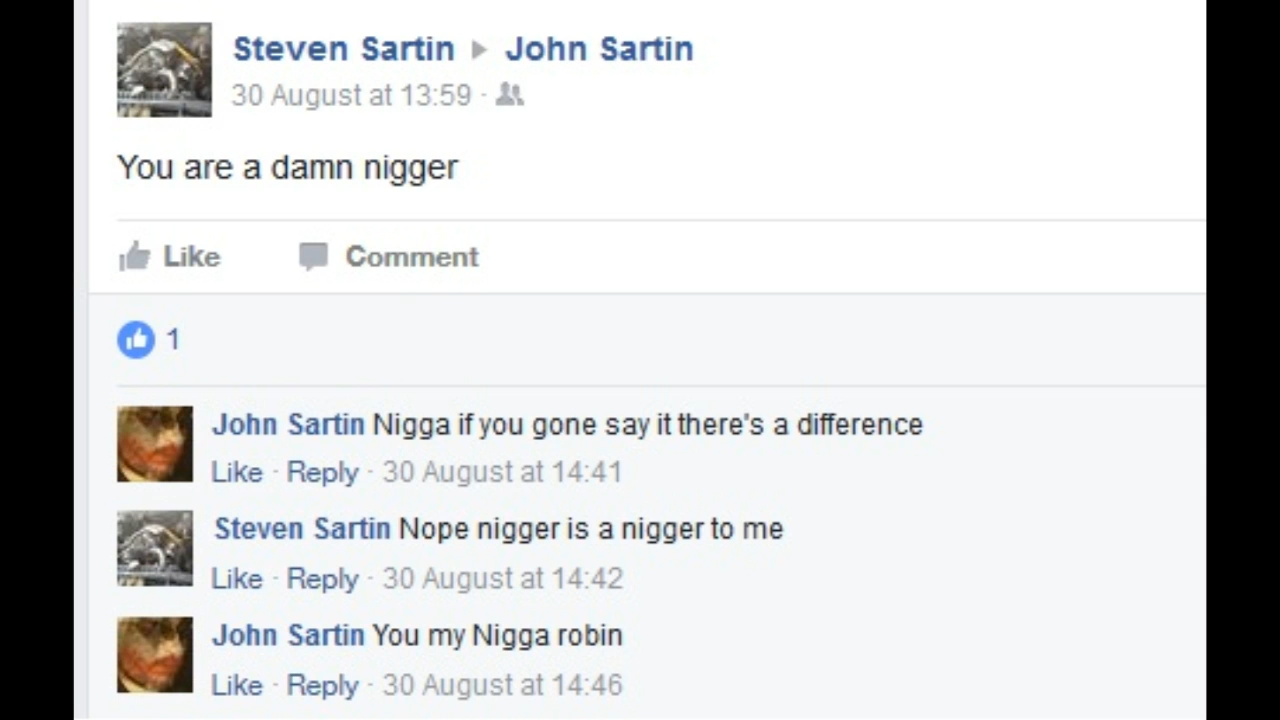 Steven Sartin ▸ John Sartin
30 August at 13:59 ·
You are a damn nigger
Like Comment
1
John Sartin Nigga if you gone say it there's a difference
Like · Reply · 30 August at 14:41
Steven Sartin Nope nigger is a nigger to me
Like · Reply · 30 August at 14:42
John Sartin You my Nigga robin
Like · Reply · 30 August at 14:46